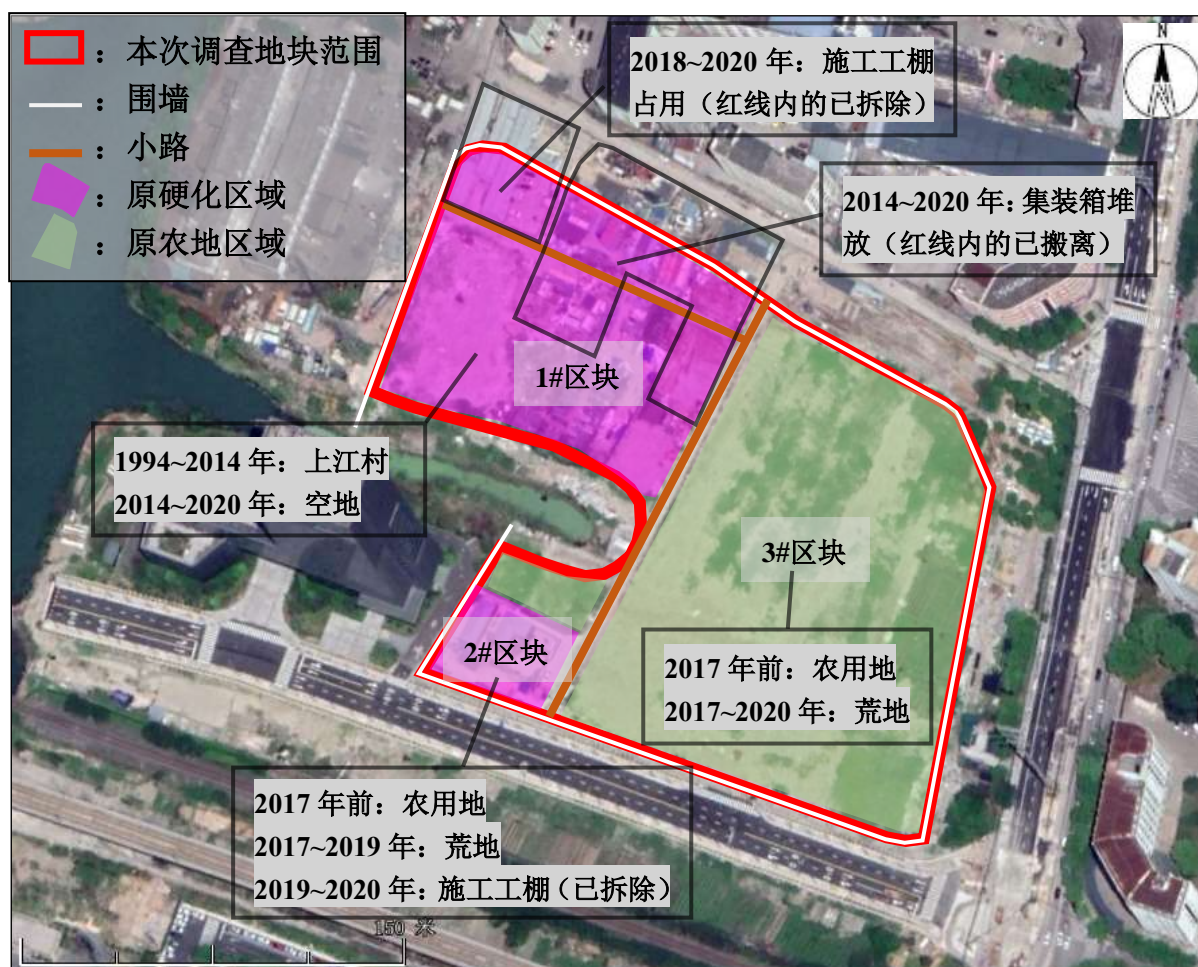 ：本次调查地块范围
：围墙
：小路
：原硬化区域
：原农地区域
N
2018~2020 年：施工工棚
占用（红线内的已拆除）
2014~2020 年：集装箱堆
放（红线内的已搬离）
1#区块
1994~2014 年：上江村
2014~2020 年：空地
3#区块
2017 年前：农用地
2017~2020 年：荒地
2#区块
2017 年前：农用地
2017~2019 年：荒地
2019~2020 年：施工工棚（已拆除）
150 米